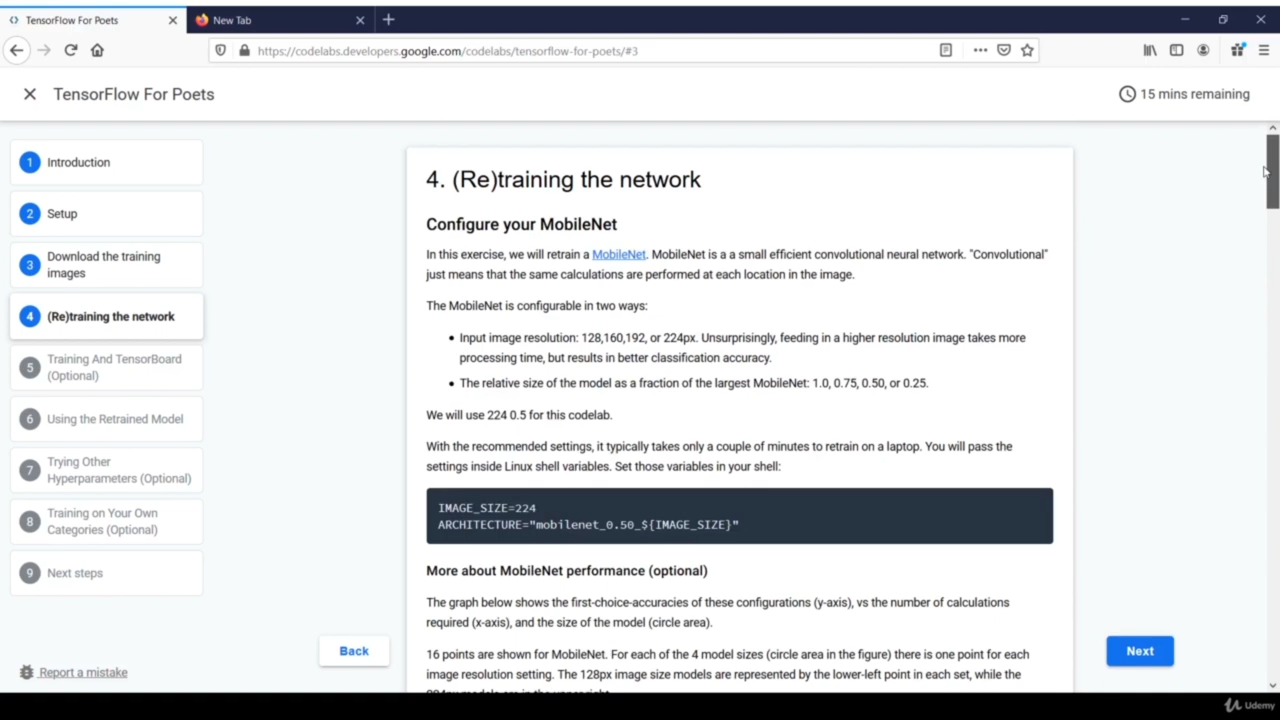 TensorFlow For Poets
New Tab
https://codelabs.developers.google.com/codelabs/tensorflow-for-poets/#3
TensorFlow For Poets
15 mins remaining
1 Introduction
2 Setup
3 Download the training
images
4 (Re)training the network
5 Training And TensorBoard
(Optional)
6 Using the Retrained Model
7 Trying Other
Hyperparameters (Optional)
8 Training on Your Own
Categories (Optional)
9 Next steps
Report a mistake
4. (Re)training the network
Configure your MobileNet
In this exercise, we will retrain a MobileNet. MobileNet is a a small efficient convolutional neural network. "Convolutional"
just means that the same calculations are performed at each location in the image.
The MobileNet is configurable in two ways:
• Input image resolution: 128,160,192, or 224px. Unsurprisingly, feeding in a higher resolution image takes more
processing time, but results in better classification accuracy.
• The relative size of the model as a fraction of the largest MobileNet: 1.0, 0.75, 0.50, or 0.25.
We will use 224 0.5 for this codelab.
With the recommended settings, it typically takes only a couple of minutes to retrain on a laptop. You will pass the
settings inside Linux shell variables. Set those variables in your shell:
IMAGE_SIZE=224
ARCHITECTURE="mobilenet_0.50_${IMAGE_SIZE}"
More about MobileNet performance (optional)
The graph below shows the first-choice-accuracies of these configurations (y-axis), vs the number of calculations
required (x-axis), and the size of the model (circle area).
16 points are shown for MobileNet. For each of the 4 model sizes (circle area in the figure) there is one point for each
image resolution setting. The 128px image size models are represented by the lower-left point in each set, while the
Back
Next
Udemy